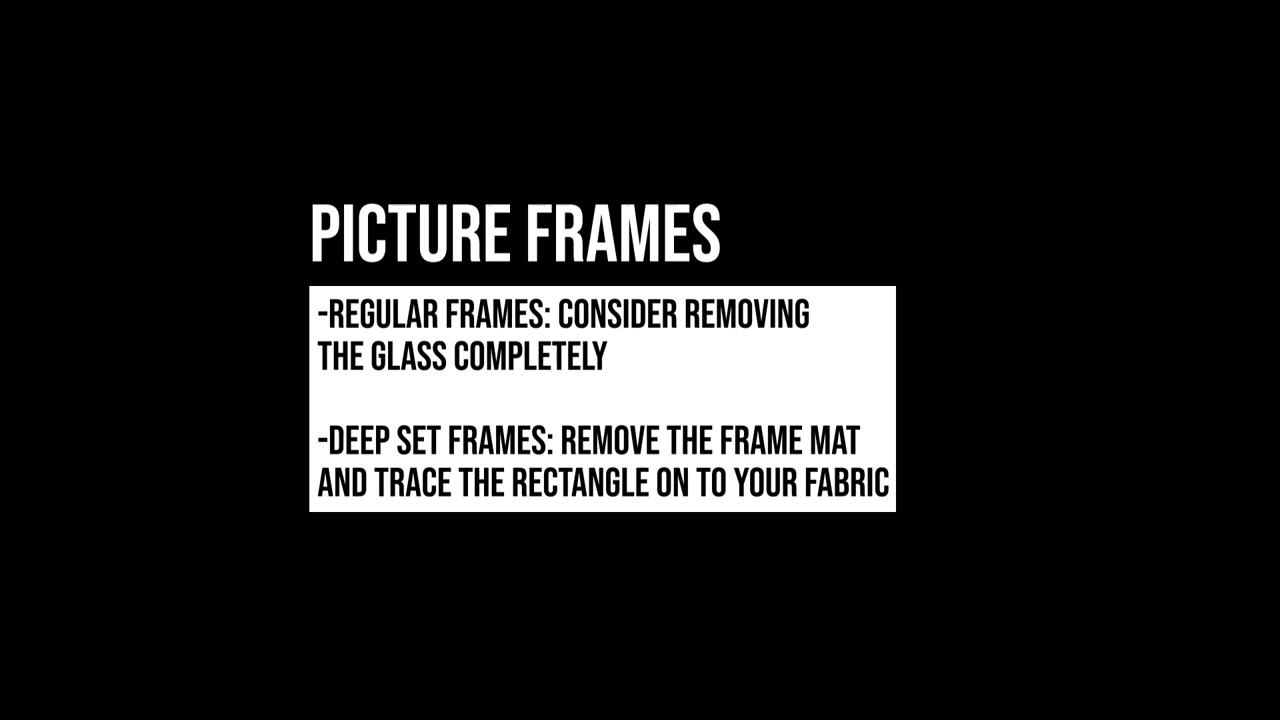 PICTURE FRAMES
-REGULAR FRAMES: CONSIDER REMOVING
THE GLASS COMPLETELY
-DEEP SET FRAMES: REMOVE THE FRAME MAT
AND TRACE THE RECTANGLE ON TO YOUR FABRIC